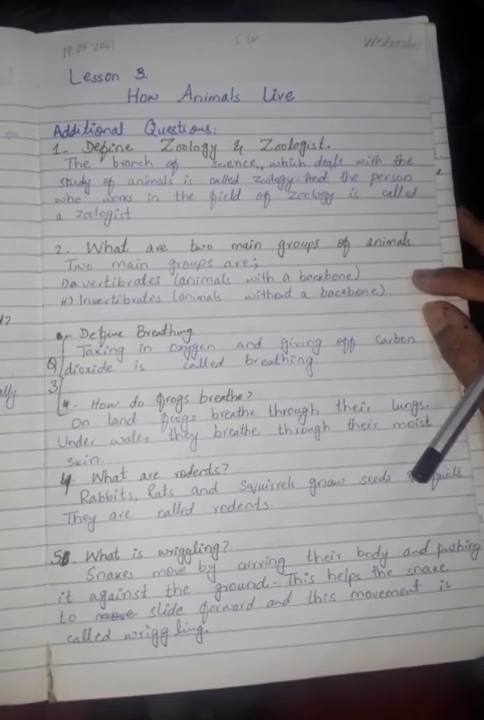 19.05.2021 CW Wednesday
Lesson 3.
How Animals Live
Additional Questions:
1. Define Zoology & Zoologist.
The branch of science, which deals with the
study of animals is called Zoology. And the person
who works in the field of Zoology is called
a Zoologist
2. What are two main groups of animals
Two main groups are;
i) vertibrates (animals with a backbone)
ii) Invertibrates (animals without a backbone)
Define Breathing
Q Taking in oxygen and giving off carbon
dioxide is called breathing.
3
4. How do frogs breathe?
On land frogs breathe through their lungs.
Under water they breathe through their moist
skin.
4 What are rodents?
Rabbits, Rats and Squirrels gnaw seeds
They are called rodents.
5. What is wriggling?
Snakes move by curving their body and pushing
it against the ground. This helps the snake
to slide forward and this movement is
called wriggling.